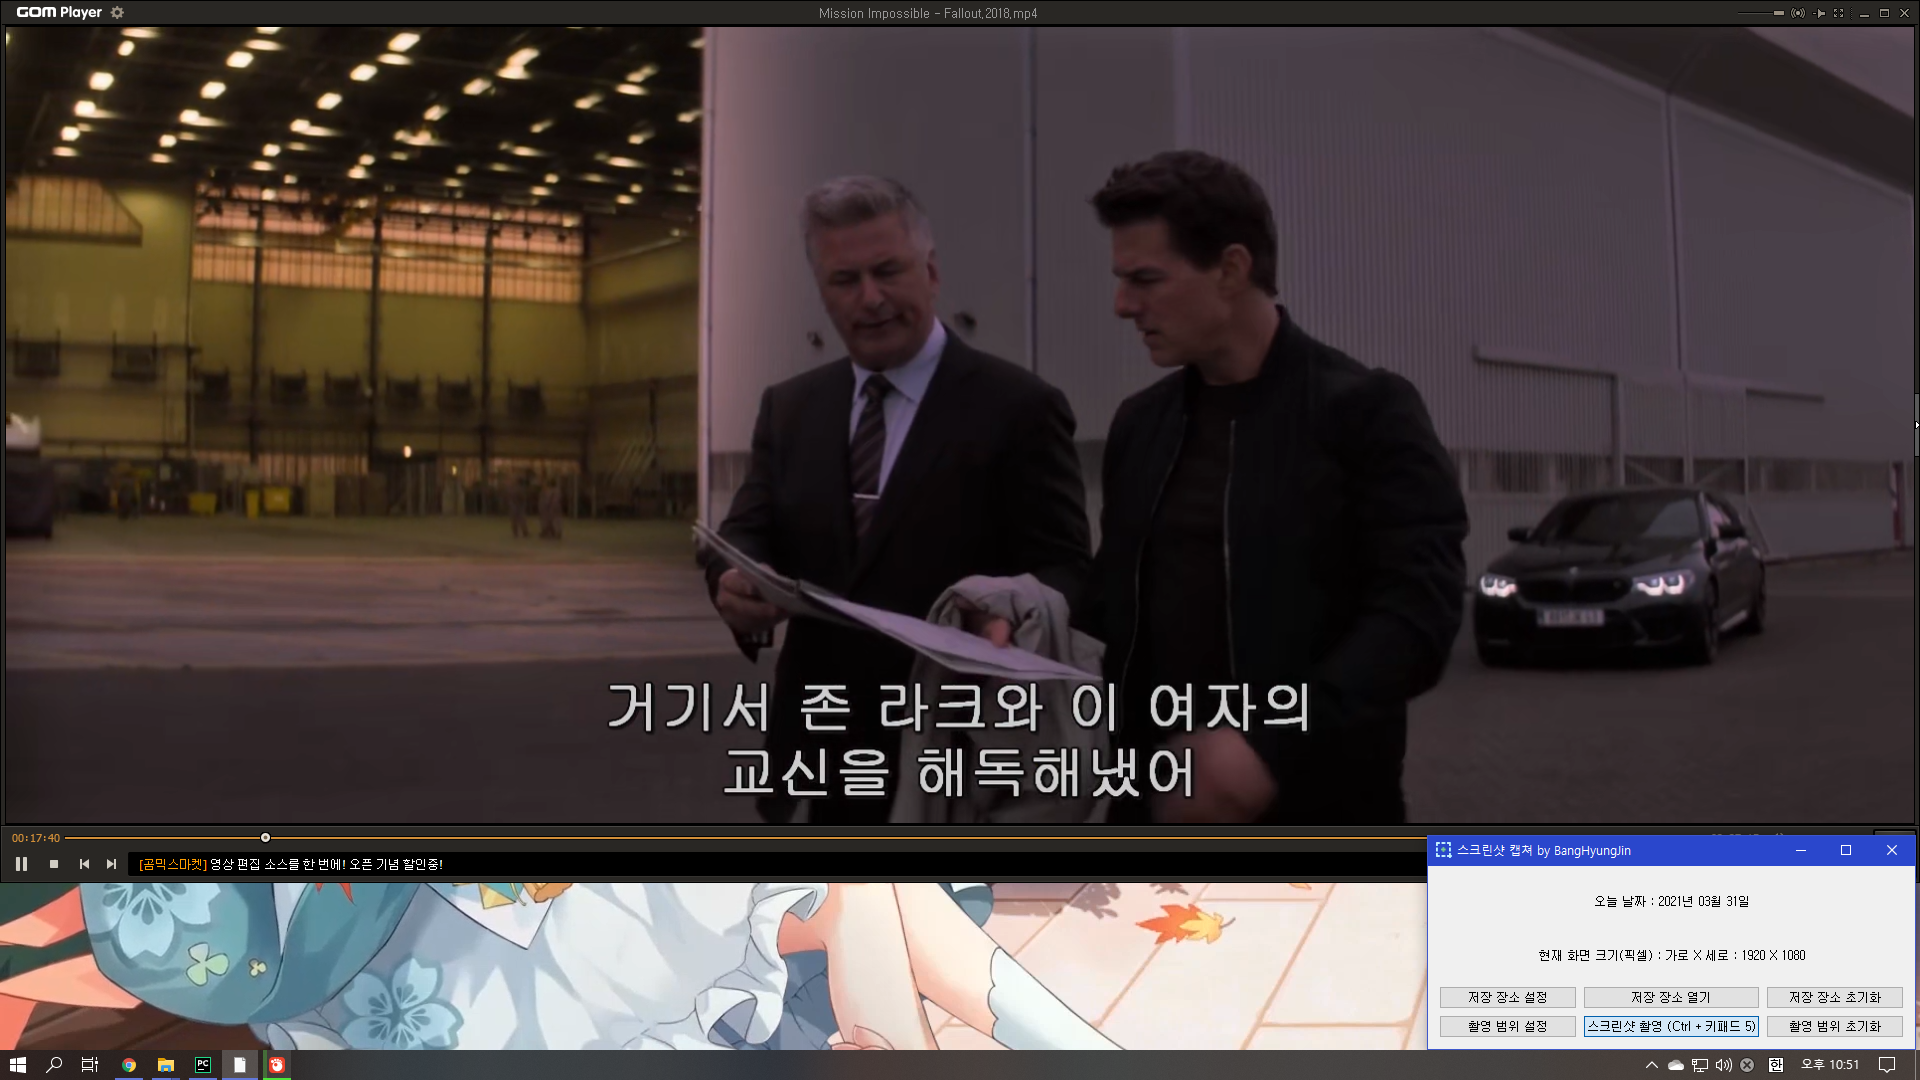 GOM Player
Mission Impossible - Fallout,2018,mp4
거기서 존 라크와 이 여자의
교신을 해독해냈어
00:17:40
[곰믹스마켓] 영상 편집 소스를 한 번에! 오픈 기념 할인중!
스크린샷 캡쳐 by BangHyungJin
오늘 날짜 : 2021년 03월 31일
현재 화면 크기(픽셀) : 가로 X 세로 : 1920 X 1080
저장 장소 설정
저장 장소 열기
저장 장소 초기화
촬영 범위 설정
스크린샷 촬영 (Ctrl + 키패드 5)
촬영 범위 초기화
PC
한
오후 10:51